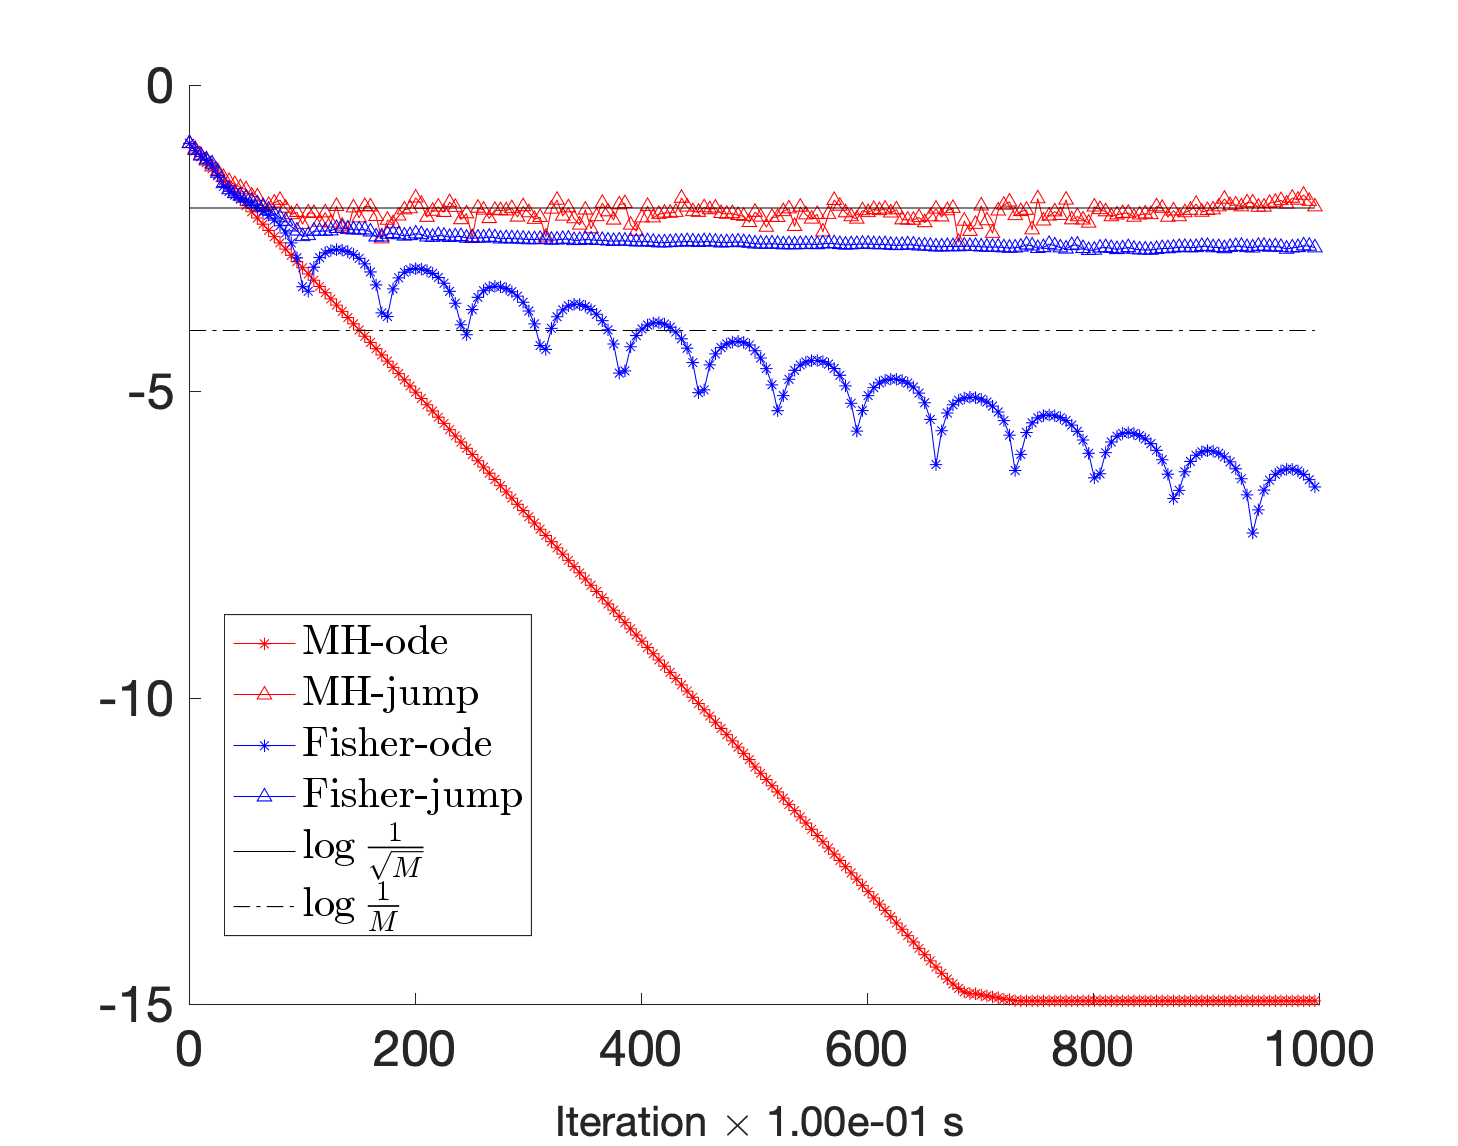 0
-5
-10
-15
0 200 400 600 800 1000
Iteration × 1.00e-01 s
MH-ode
MH-jump
Fisher-ode
Fisher-jump
log 1/√M
log 1/M